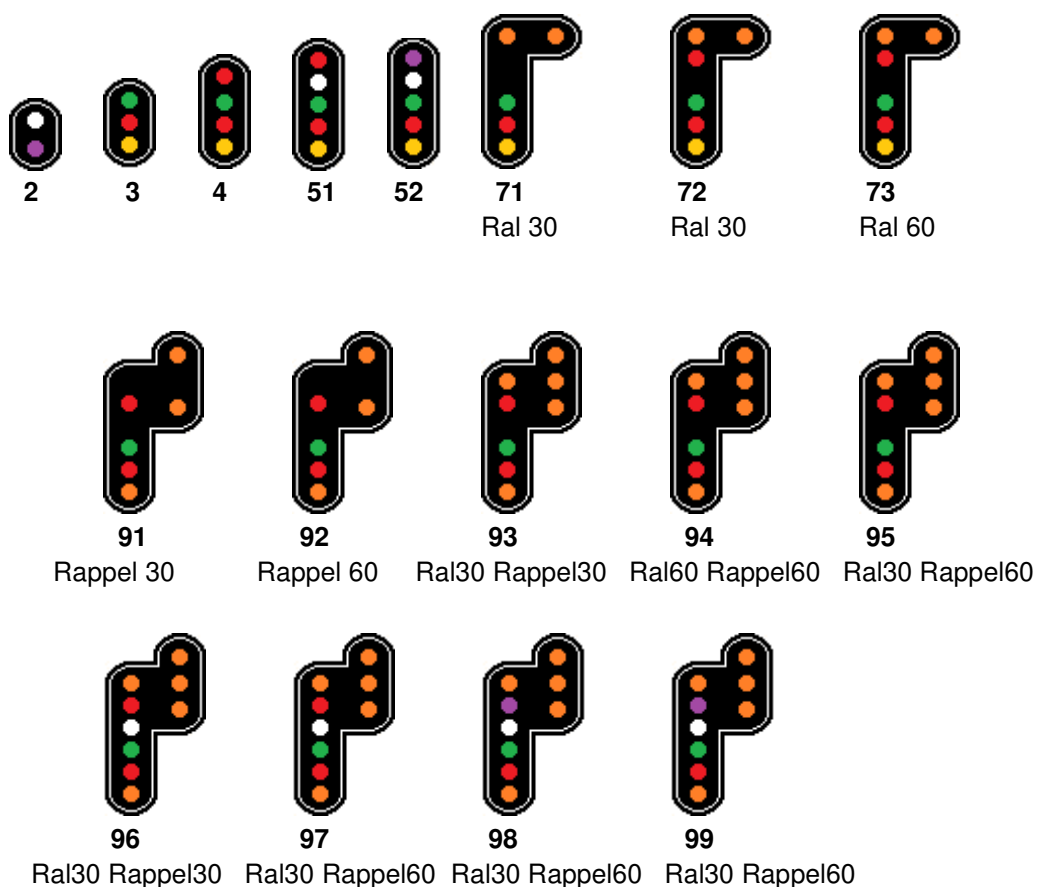 2 3 4 51 52 71 72 73
Ral 30 Ral 30 Ral 60
91 92 93 94 95
Rappel 30 Rappel 60 Ral30 Rappel30 Ral60 Rappel60 Ral30 Rappel60
96 97 98 99
Ral30 Rappel30 Ral30 Rappel60 Ral30 Rappel60 Ral30 Rappel60